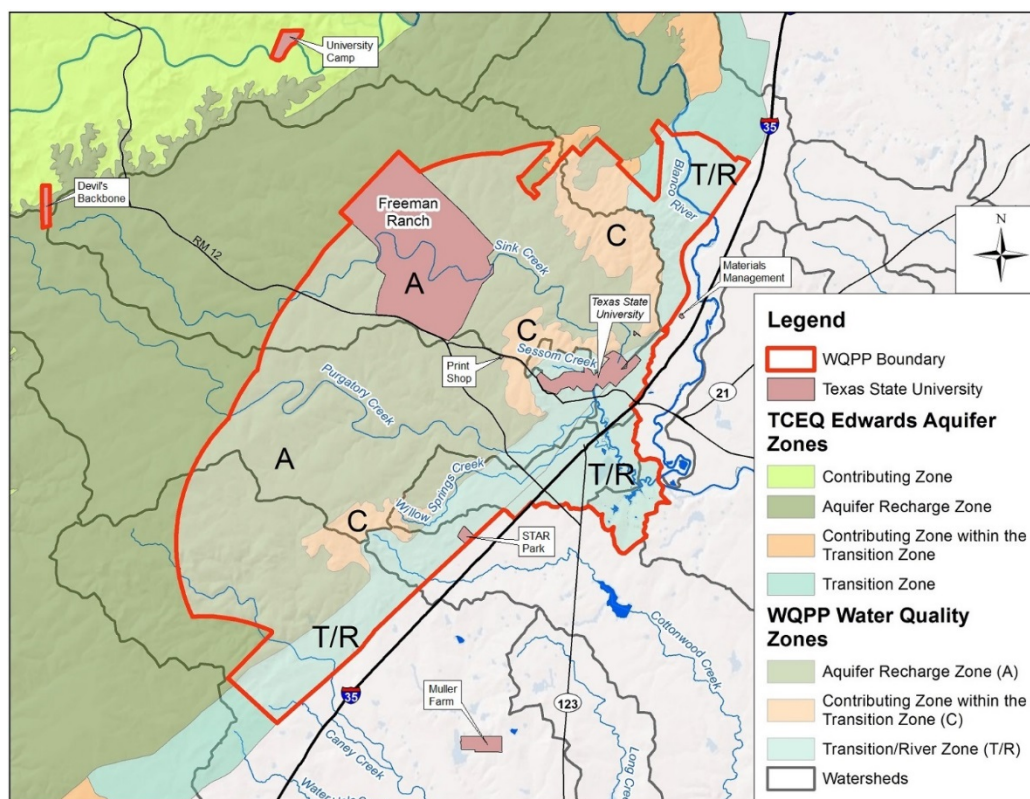 University
Camp
35
Devil's
Backbone
Freeman
Ranch
T/R
Blanco
River
C
RM 12
Sink Creek
A
Materials
Management
N
Texas State
University
C
Sessom Creek
Print
Shop
21
Purgatory Creek
A
T/R
Willow
Springs Creek
C
STAR
Park
T/R
Cottonwood Creek
35
Muller
Farm
123
Caney Creek
Long Creek
Legend
WQPP Boundary
Texas State University
TCEQ Edwards Aquifer
Zones
Contributing Zone
Aquifer Recharge Zone
Contributing Zone within the
Transition Zone
Transition Zone
WQPP Water Quality
Zones
Aquifer Recharge Zone (A)
Contributing Zone within the
Transition Zone (C)
Transition/River Zone (T/R)
Watersheds